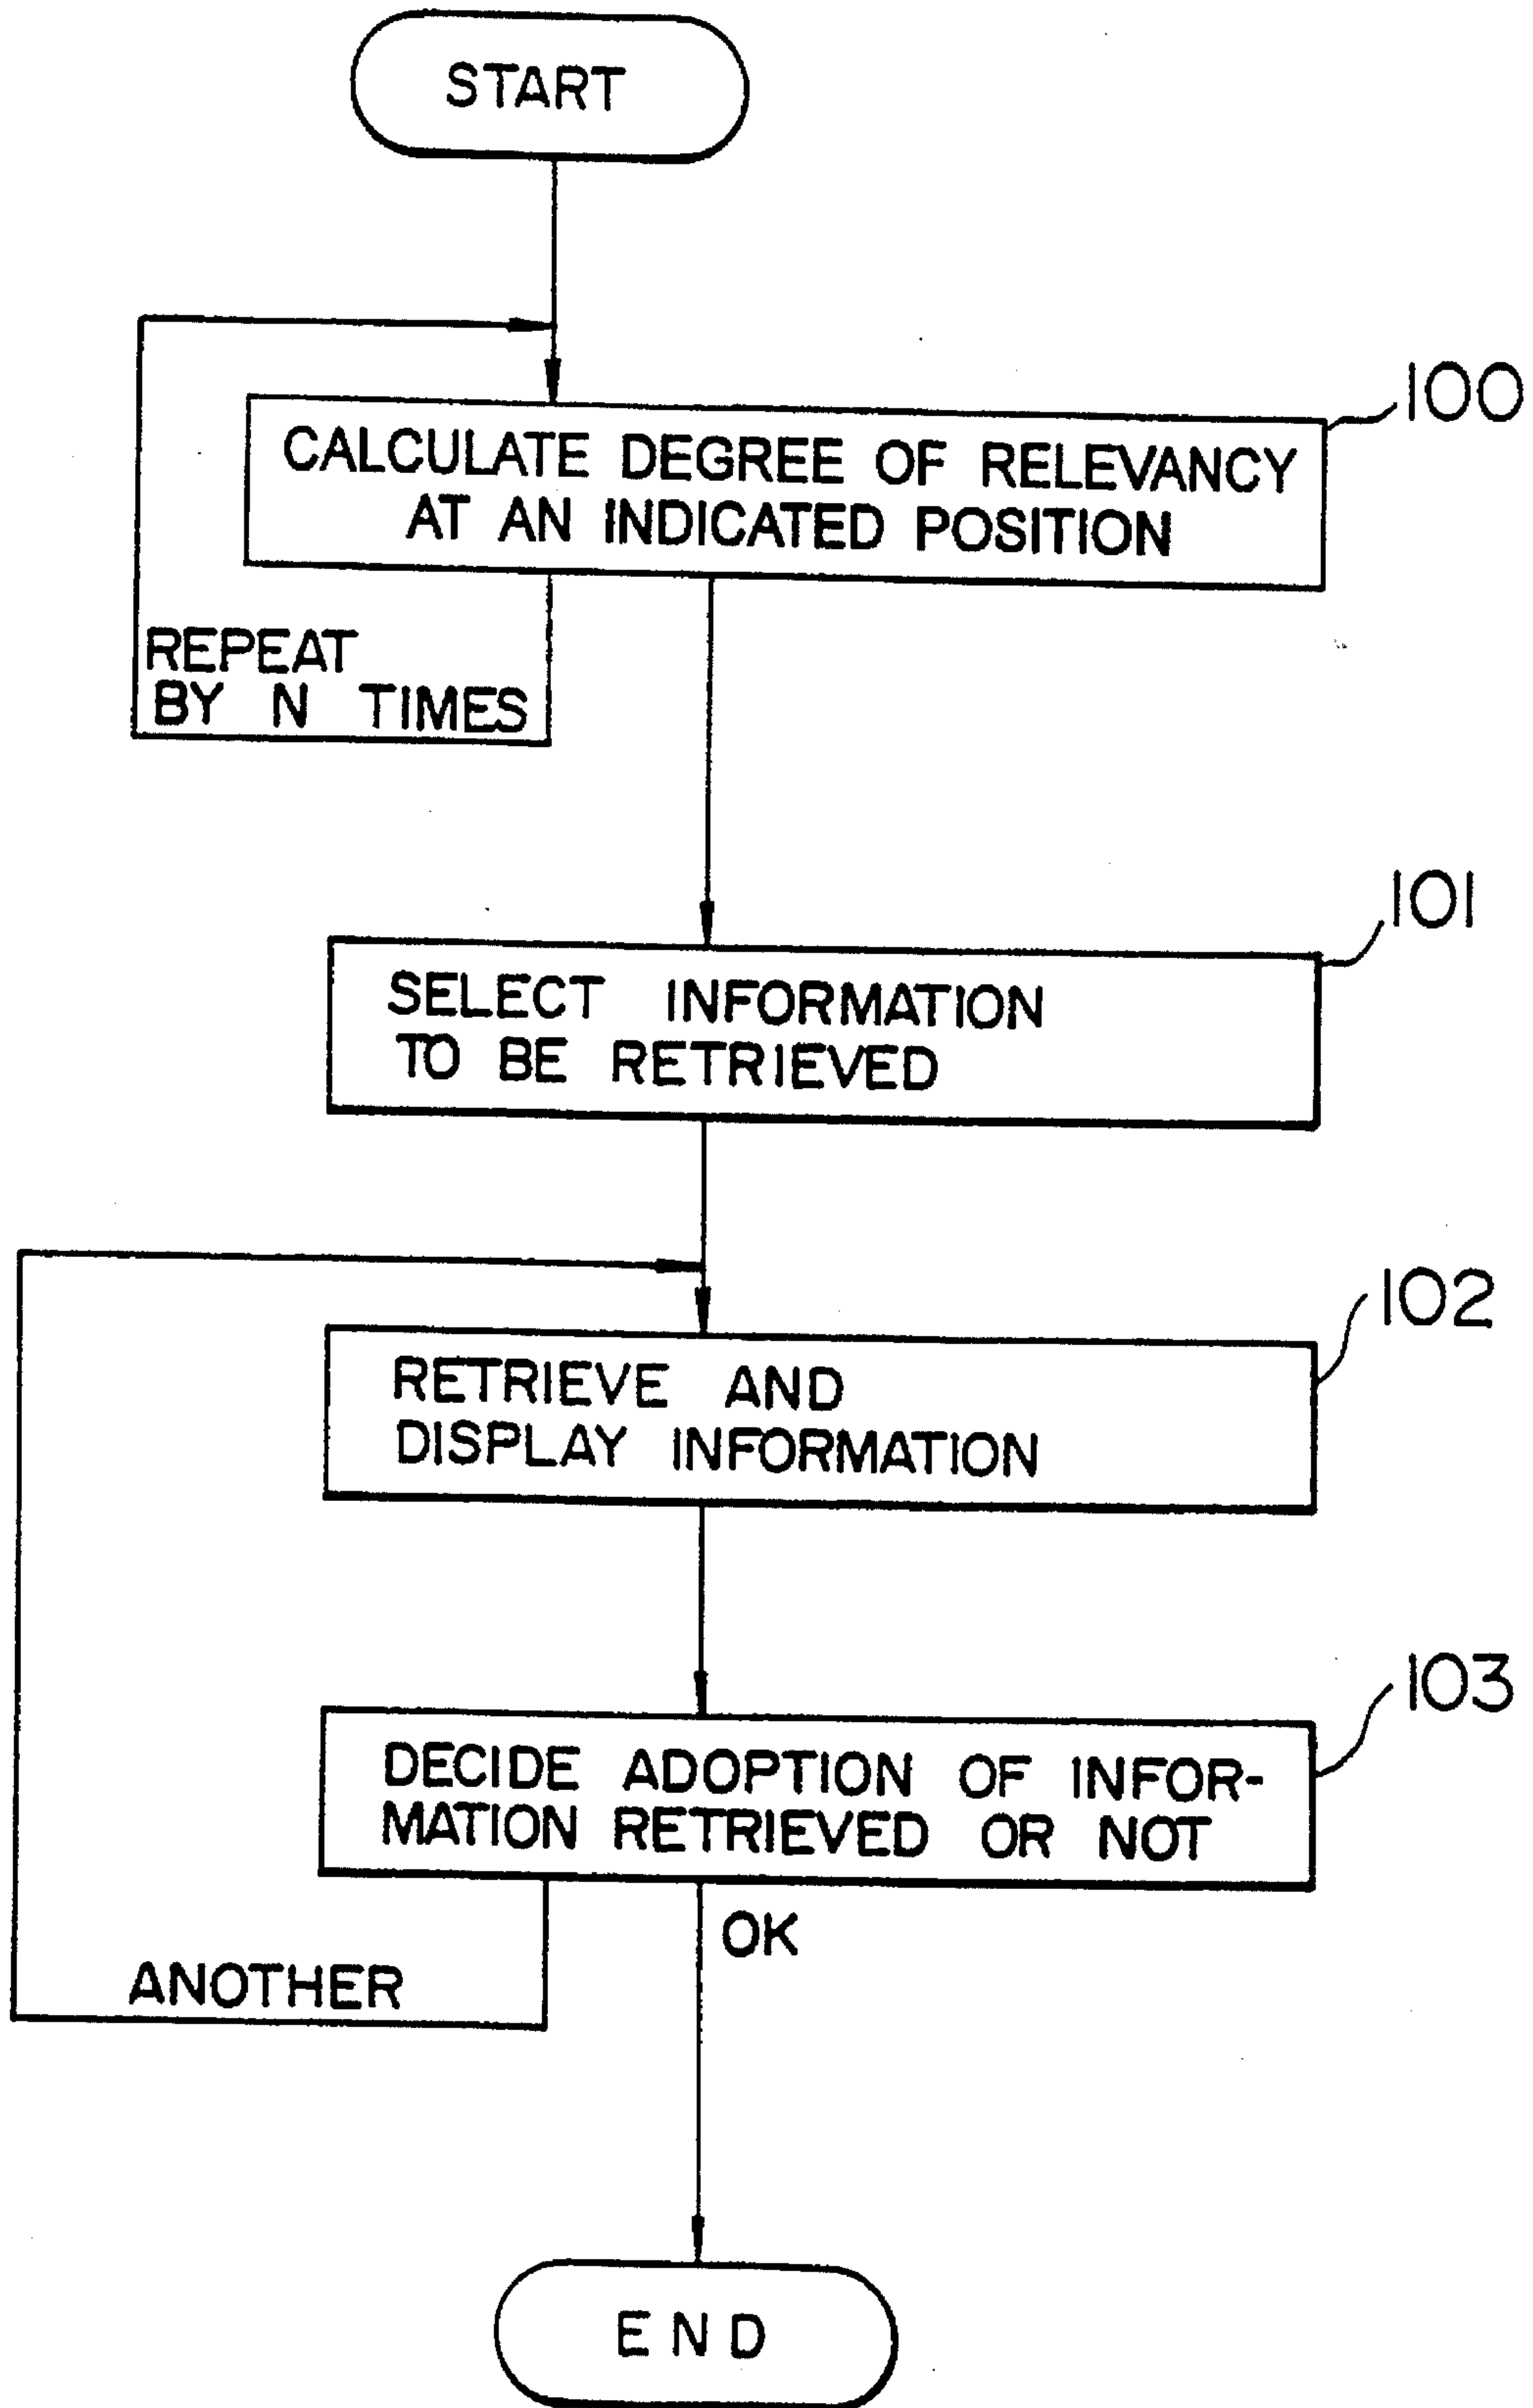 START
100
CALCULATE DEGREE OF RELEVANCY
AT AN INDICATED POSITION
REPEAT
BY N TIMES
101
SELECT INFORMATION
TO BE RETRIEVED
102
RETRIEVE AND
DISPLAY INFORMATION
103
DECIDE ADOPTION OF INFOR-
MATION RETRIEVED OR NOT
OK
ANOTHER
END